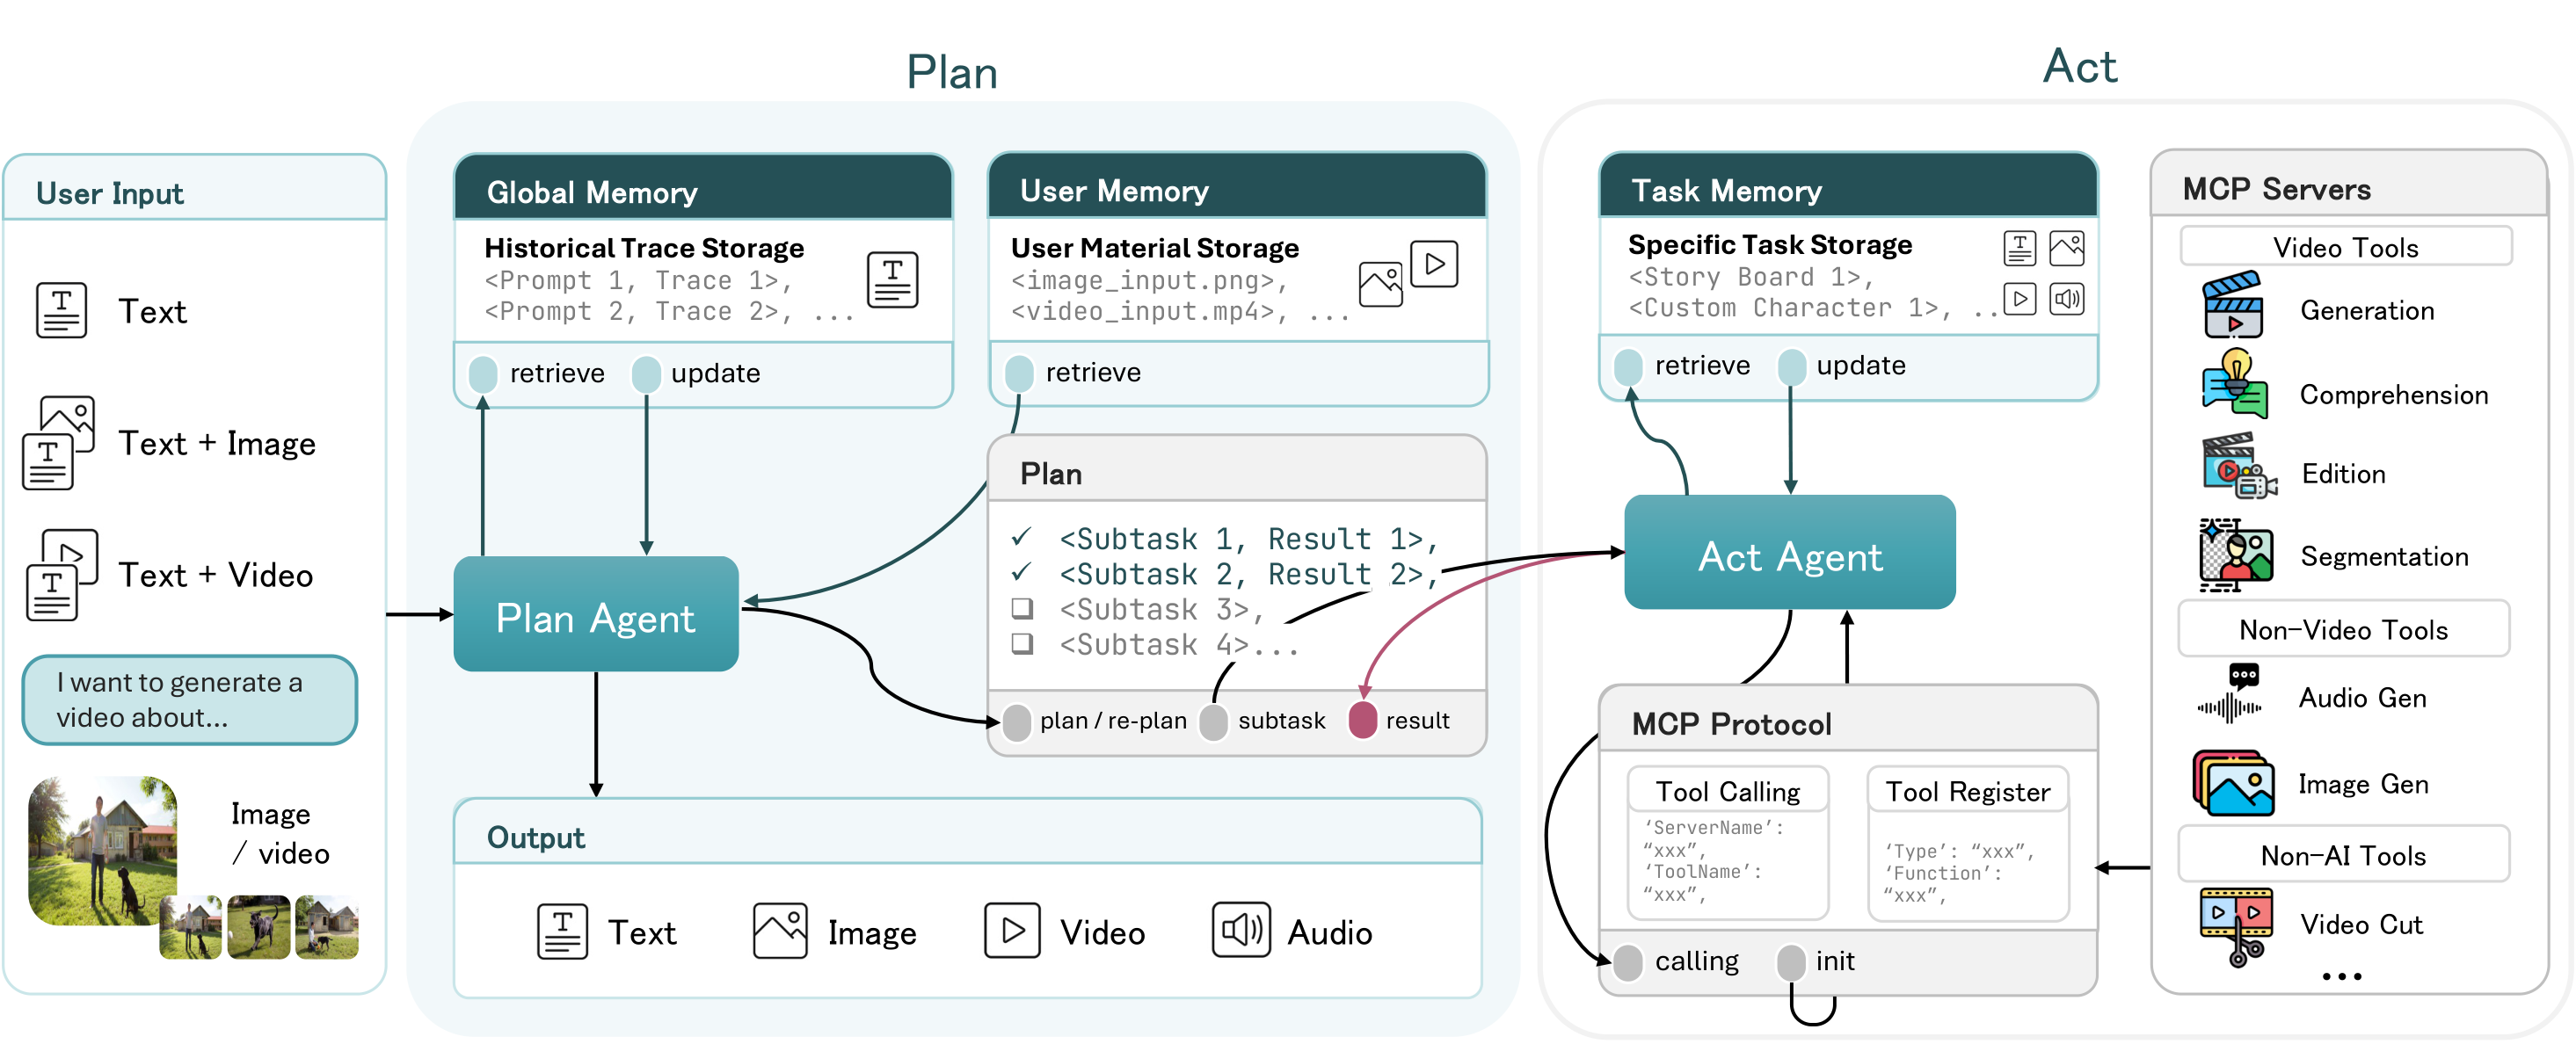 Plan
Act
User Input
Text
Text + Image
Text + Video
I want to generate a
video about...
Image
/ video
Global Memory
Historical Trace Storage
<Prompt 1, Trace 1>,
<Prompt 2, Trace 2>, ...
retrieve
update
User Memory
User Material Storage
<image_input.png>,
<video_input.mp4>, ...
retrieve
Plan Agent
Plan
✓ <Subtask 1, Result 1>,
✓ <Subtask 2, Result 2>,
❑ <Subtask 3>,
❑ <Subtask 4>...
plan / re-plan
subtask
result
Output
Text
Image
Video
Audio
Task Memory
Specific Task Storage
<Story Board 1>,
<Custom Character 1>, ..
retrieve
update
Act Agent
MCP Protocol
Tool Calling
‘ServerName’:
“xxx”,
‘ToolName’:
“xxx”,
Tool Register
‘Type’: “xxx”,
‘Function’:
“xxx”,
calling
init
MCP Servers
Video Tools
Generation
Comprehension
Edition
Segmentation
Non-Video Tools
Audio Gen
Image Gen
Non-AI Tools
Video Cut
...